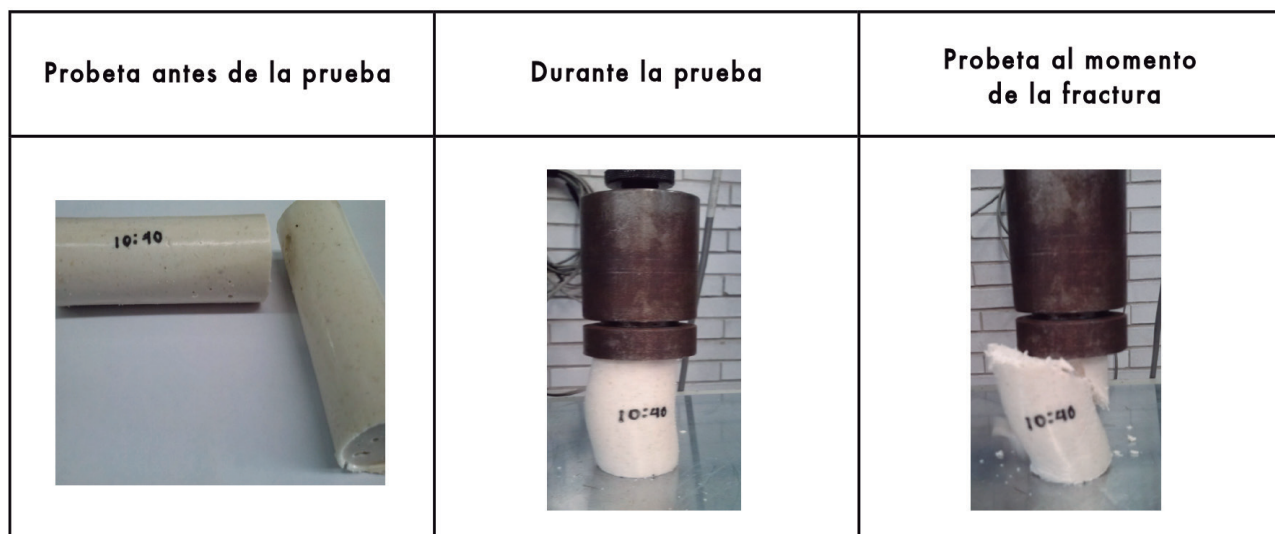 Probeta antes de la prueba
Durante la prueba
Probeta al momento
de la fractura
10:40
10:40
10:40